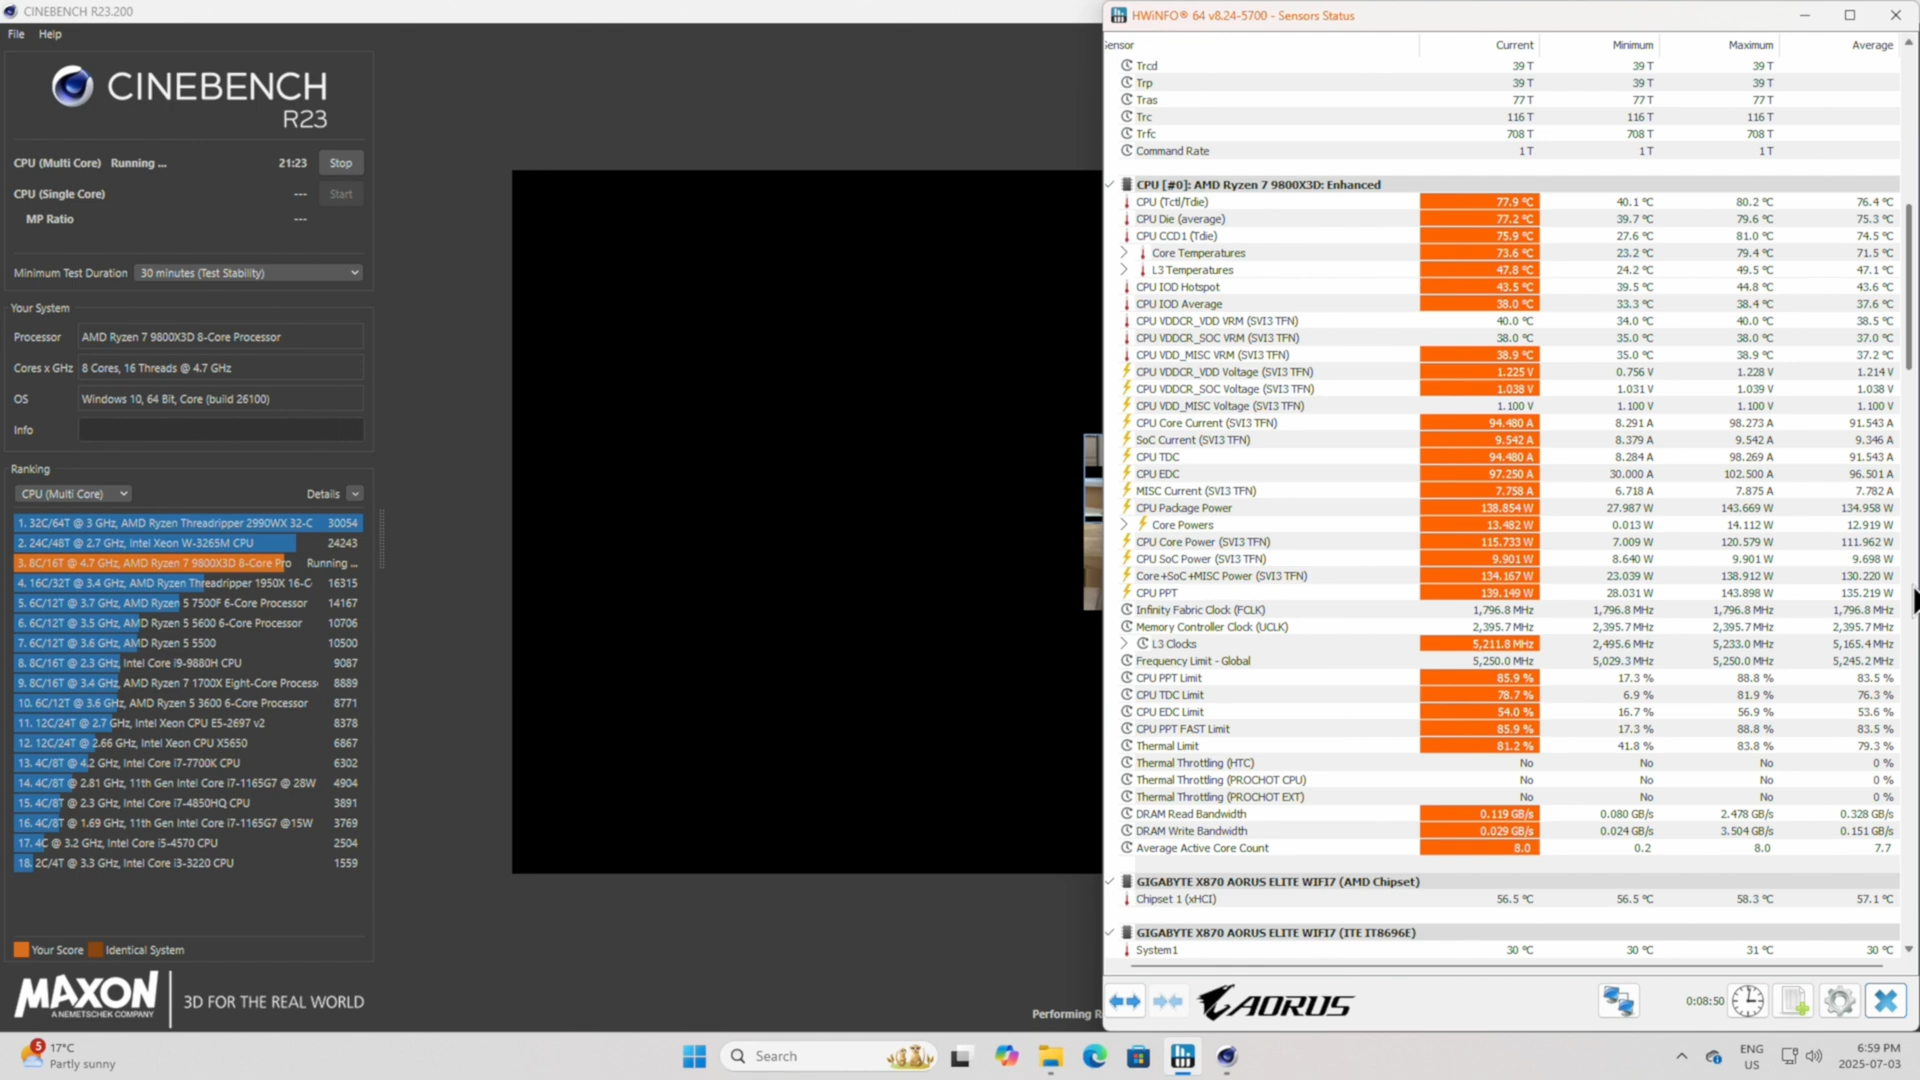 CINEBENCH R23.200
File Help
CINEBENCH
R23
CPU (Multi Core) Running ... 21:23 Stop
CPU (Single Core) --- Start
MP Ratio ---
Minimum Test Duration 30 minutes (Test Stability)
Your System
Processor AMD Ryzen 7 9800X3D 8-Core Processor
Cores x GHz 8 Cores, 16 Threads @ 4.7 GHz
OS Windows 10, 64 Bit, Core (build 26100)
Info
Ranking
CPU (Multi Core) Details
1. 32C/64T @ 3 GHz, AMD Ryzen Threadripper 2990WX 32-C 30054
2. 24C/48T @ 2.7 GHz, Intel Xeon W-3265M CPU 24243
3. 8C/16T @ 4.7 GHz, AMD Ryzen 7 9800X3D 8-Core Pro Running ...
4. 16C/32T @ 3.4 GHz, AMD Ryzen Threadripper 1950X 16-C 16315
5. 6C/12T @ 3.7 GHz, AMD Ryzen 5 7500F 6-Core Processor 14167
6. 6C/12T @ 3.5 GHz, AMD Ryzen 5 5600 6-Core Processor 10706
7. 6C/12T @ 3.6 GHz, AMD Ryzen 5 5500 10500
8. 8C/16T @ 2.3 GHz, Intel Core i9-9880H CPU 9087
9. 8C/16T @ 3.4 GHz, AMD Ryzen 7 1700X Eight-Core Process 8889
10. 6C/12T @ 3.6 GHz, AMD Ryzen 5 3600 6-Core Processor 8771
11. 12C/24T @ 2.7 GHz, Intel Xeon CPU E5-2697 v2 8378
12. 12C/24T @ 2.66 GHz, Intel Xeon CPU X5650 6867
13. 4C/8T @ 4.2 GHz, Intel Core i7-7700K CPU 6302
14. 4C/8T @ 2.81 GHz, 11th Gen Intel Core i7-1165G7 @ 28W 4904
15. 4C/8T @ 2.3 GHz, Intel Core i7-4850HQ CPU 3891
16. 4C/8T @ 1.69 GHz, 11th Gen Intel Core i7-1165G7 @15W 3769
17. 4C @ 3.2 GHz, Intel Core i5-4570 CPU 2504
18. 2C/4T @ 3.3 GHz, Intel Core i3-3220 CPU 1559
Your Score Identical System
MAXON
A NEMETSCHEK COMPANY
3D FOR THE REAL WORLD
Performing R
HWiNFO® 64 v8.24-5700 - Sensors Status
Sensor Current Minimum Maximum Average
Trcd 39 T 39 T 39 T
Trp 39 T 39 T 39 T
Tras 77 T 77 T 77 T
Trc 116 T 116 T 116 T
Trfc 708 T 708 T 708 T
Command Rate 1 T 1 T 1 T
CPU [#0]: AMD Ryzen 7 9800X3D: Enhanced
CPU (Tctl/Tdie) 77.9 °C 40.1 °C 80.2 °C 76.4 °C
CPU Die (average) 77.2 °C 39.7 °C 79.6 °C 75.3 °C
CPU CCD1 (Tdie) 75.9 °C 27.6 °C 81.0 °C 74.5 °C
Core Temperatures 73.6 °C 23.2 °C 79.4 °C 71.5 °C
L3 Temperatures 47.8 °C 24.2 °C 49.5 °C 47.1 °C
CPU IOD Hotspot 43.5 °C 39.5 °C 44.8 °C 43.6 °C
CPU IOD Average 38.0 °C 33.3 °C 38.4 °C 37.6 °C
CPU VDDCR_VDD VRM (SVI3 TFN) 40.0 °C 34.0 °C 40.0 °C 38.5 °C
CPU VDDCR_SOC VRM (SVI3 TFN) 38.0 °C 35.0 °C 38.0 °C 37.0 °C
CPU VDD_MISC VRM (SVI3 TFN) 38.9 °C 35.0 °C 38.9 °C 37.2 °C
CPU VDDCR_VDD Voltage (SVI3 TFN) 1.225 V 0.756 V 1.228 V 1.214 V
CPU VDDCR_SOC Voltage (SVI3 TFN) 1.038 V 1.031 V 1.039 V 1.038 V
CPU VDD_MISC Voltage (SVI3 TFN) 1.100 V 1.100 V 1.100 V 1.100 V
CPU Core Current (SVI3 TFN) 94.480 A 8.291 A 98.273 A 91.543 A
SoC Current (SVI3 TFN) 9.542 A 8.379 A 9.542 A 9.346 A
CPU TDC 94.480 A 8.284 A 98.269 A 91.543 A
CPU EDC 97.250 A 30.000 A 102.500 A 96.501 A
MISC Current (SVI3 TFN) 7.758 A 6.718 A 7.875 A 7.782 A
CPU Package Power 138.854 W 27.987 W 143.669 W 134.958 W
Core Powers 13.482 W 0.013 W 14.112 W 12.919 W
CPU Core Power (SVI3 TFN) 115.733 W 7.009 W 120.579 W 111.962 W
CPU SoC Power (SVI3 TFN) 9.901 W 8.640 W 9.901 W 9.698 W
Core+SoC+MISC Power (SVI3 TFN) 134.167 W 23.039 W 138.912 W 130.220 W
CPU PPT 139.149 W 28.031 W 143.898 W 135.219 W
Infinity Fabric Clock (FCLK) 1,796.8 MHz 1,796.8 MHz 1,796.8 MHz 1,796.8 MHz
Memory Controller Clock (UCLK) 2,395.7 MHz 2,395.7 MHz 2,395.7 MHz 2,395.7 MHz
L3 Clocks 5,211.8 MHz 2,495.6 MHz 5,233.0 MHz 5,165.4 MHz
Frequency Limit - Global 5,250.0 MHz 5,029.3 MHz 5,250.0 MHz 5,245.2 MHz
CPU PPT Limit 85.9 % 17.3 % 88.8 % 83.5 %
CPU TDC Limit 78.7 % 6.9 % 81.9 % 76.3 %
CPU EDC Limit 54.0 % 16.7 % 56.9 % 53.6 %
CPU PPT FAST Limit 85.9 % 17.3 % 88.8 % 83.5 %
Thermal Limit 81.2 % 41.8 % 83.8 % 79.3 %
Thermal Throttling (HTC) No No No 0 %
Thermal Throttling (PROCHOT CPU) No No No 0 %
Thermal Throttling (PROCHOT EXT) No No No 0 %
DRAM Read Bandwidth 0.119 GB/s 0.080 GB/s 2.478 GB/s 0.328 GB/s
DRAM Write Bandwidth 0.029 GB/s 0.024 GB/s 3.504 GB/s 0.151 GB/s
Average Active Core Count 8.0 0.2 8.0 7.7
GIGABYTE X870 AORUS ELITE WIFI7 (AMD Chipset)
Chipset 1 (xHCI) 56.5 °C 56.5 °C 58.3 °C 57.1 °C
GIGABYTE X870 AORUS ELITE WIFI7 (ITE IT8696E)
System1 30 °C 30 °C 31 °C 30 °C
AORUS
0:08:50
5
17°C
Partly sunny
Search
ENG
US
6:59 PM
2025-07-03